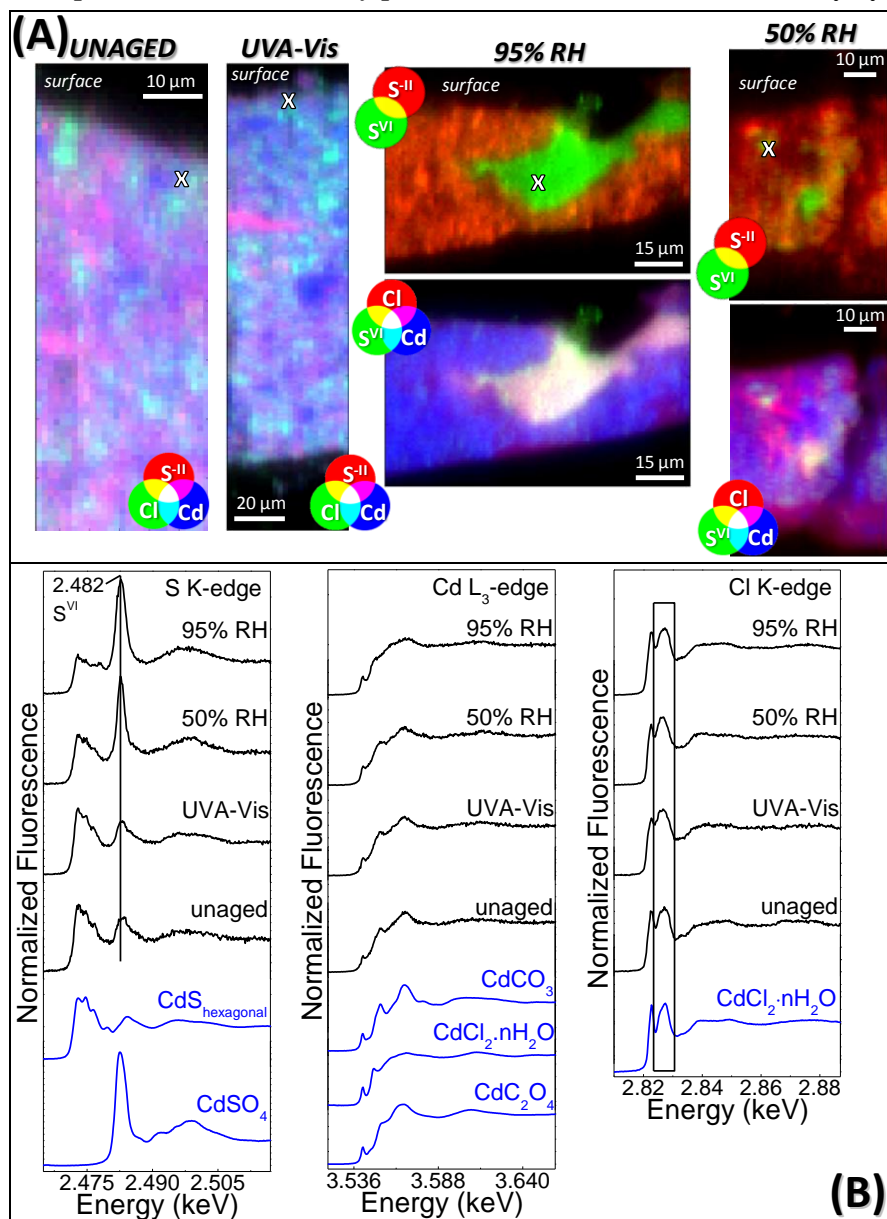 (A)
UNAGED
UVA-Vis
95% RH
50% RH
surface
10 µm
surface
X
X
surface
S-II
SVI
X
15 µm
surface
10 µm
X
S-II
SVI
Cl
SVI
Cd
15 µm
10 µm
Cl
SVI
Cd
S-II
Cl
Cd
20 µm
S-II
Cl
Cd
Normalized Fluorescence
2.482
SVI
S K-edge
95% RH
50% RH
UVA-Vis
unaged
CdShexagonal
CdSO4
2.475 2.490 2.505
Energy (keV)
Normalized Fluorescence
Cd L3-edge
95% RH
50% RH
UVA-Vis
unaged
CdCO3
CdCl2.nH2O
CdC2O4
3.536 3.588 3.640
Energy (keV)
Normalized Fluorescence
Cl K-edge
95% RH
50% RH
UVA-Vis
unaged
CdCl2·nH2O
2.82 2.84 2.86 2.88
Energy (keV)
(B)